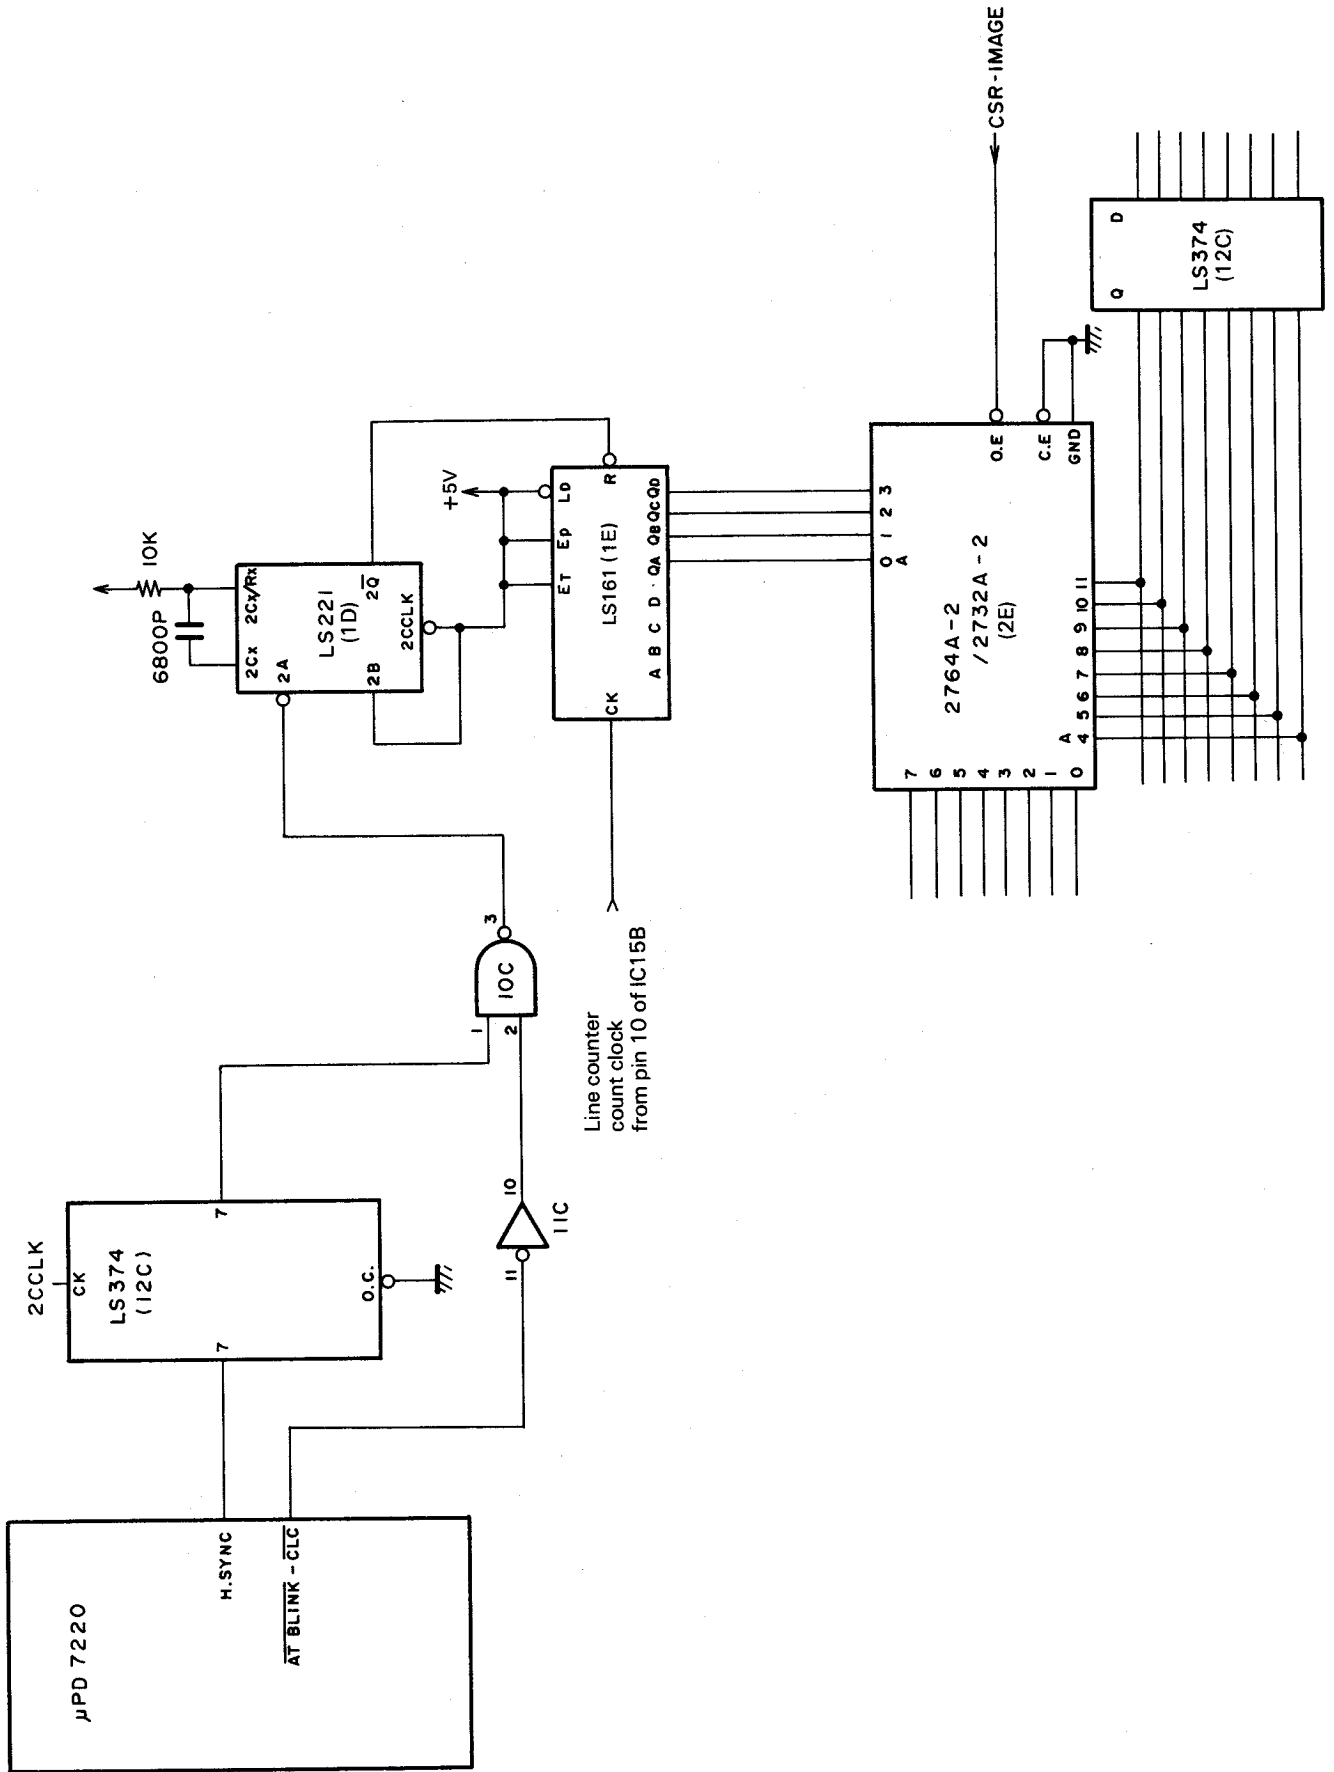 μPD 7220
H.SYNC
AT BLINK - CLC
2CCLK
CK
LS374
(12C)
7
7
O.C.
11
10
11C
1
2
10C
3
10K
6800P
2Cx
2Cx/Rx
2A
LS221
(1D)
2B
2Q
2CCLK
+5V
ET
EP
LD
CK
LS161 (1E)
R
A B C D QA QB QC QD
Line counter
count clock
from pin 10 of IC15B
0 1 2 3
A
2764A-2
/2732A-2
(2E)
O.E
C.E
GND
7
6
5
4
3
2
1
0
A
4 5 6 7 8 9 10 11
CSR-IMAGE
Q
D
LS374
(12C)